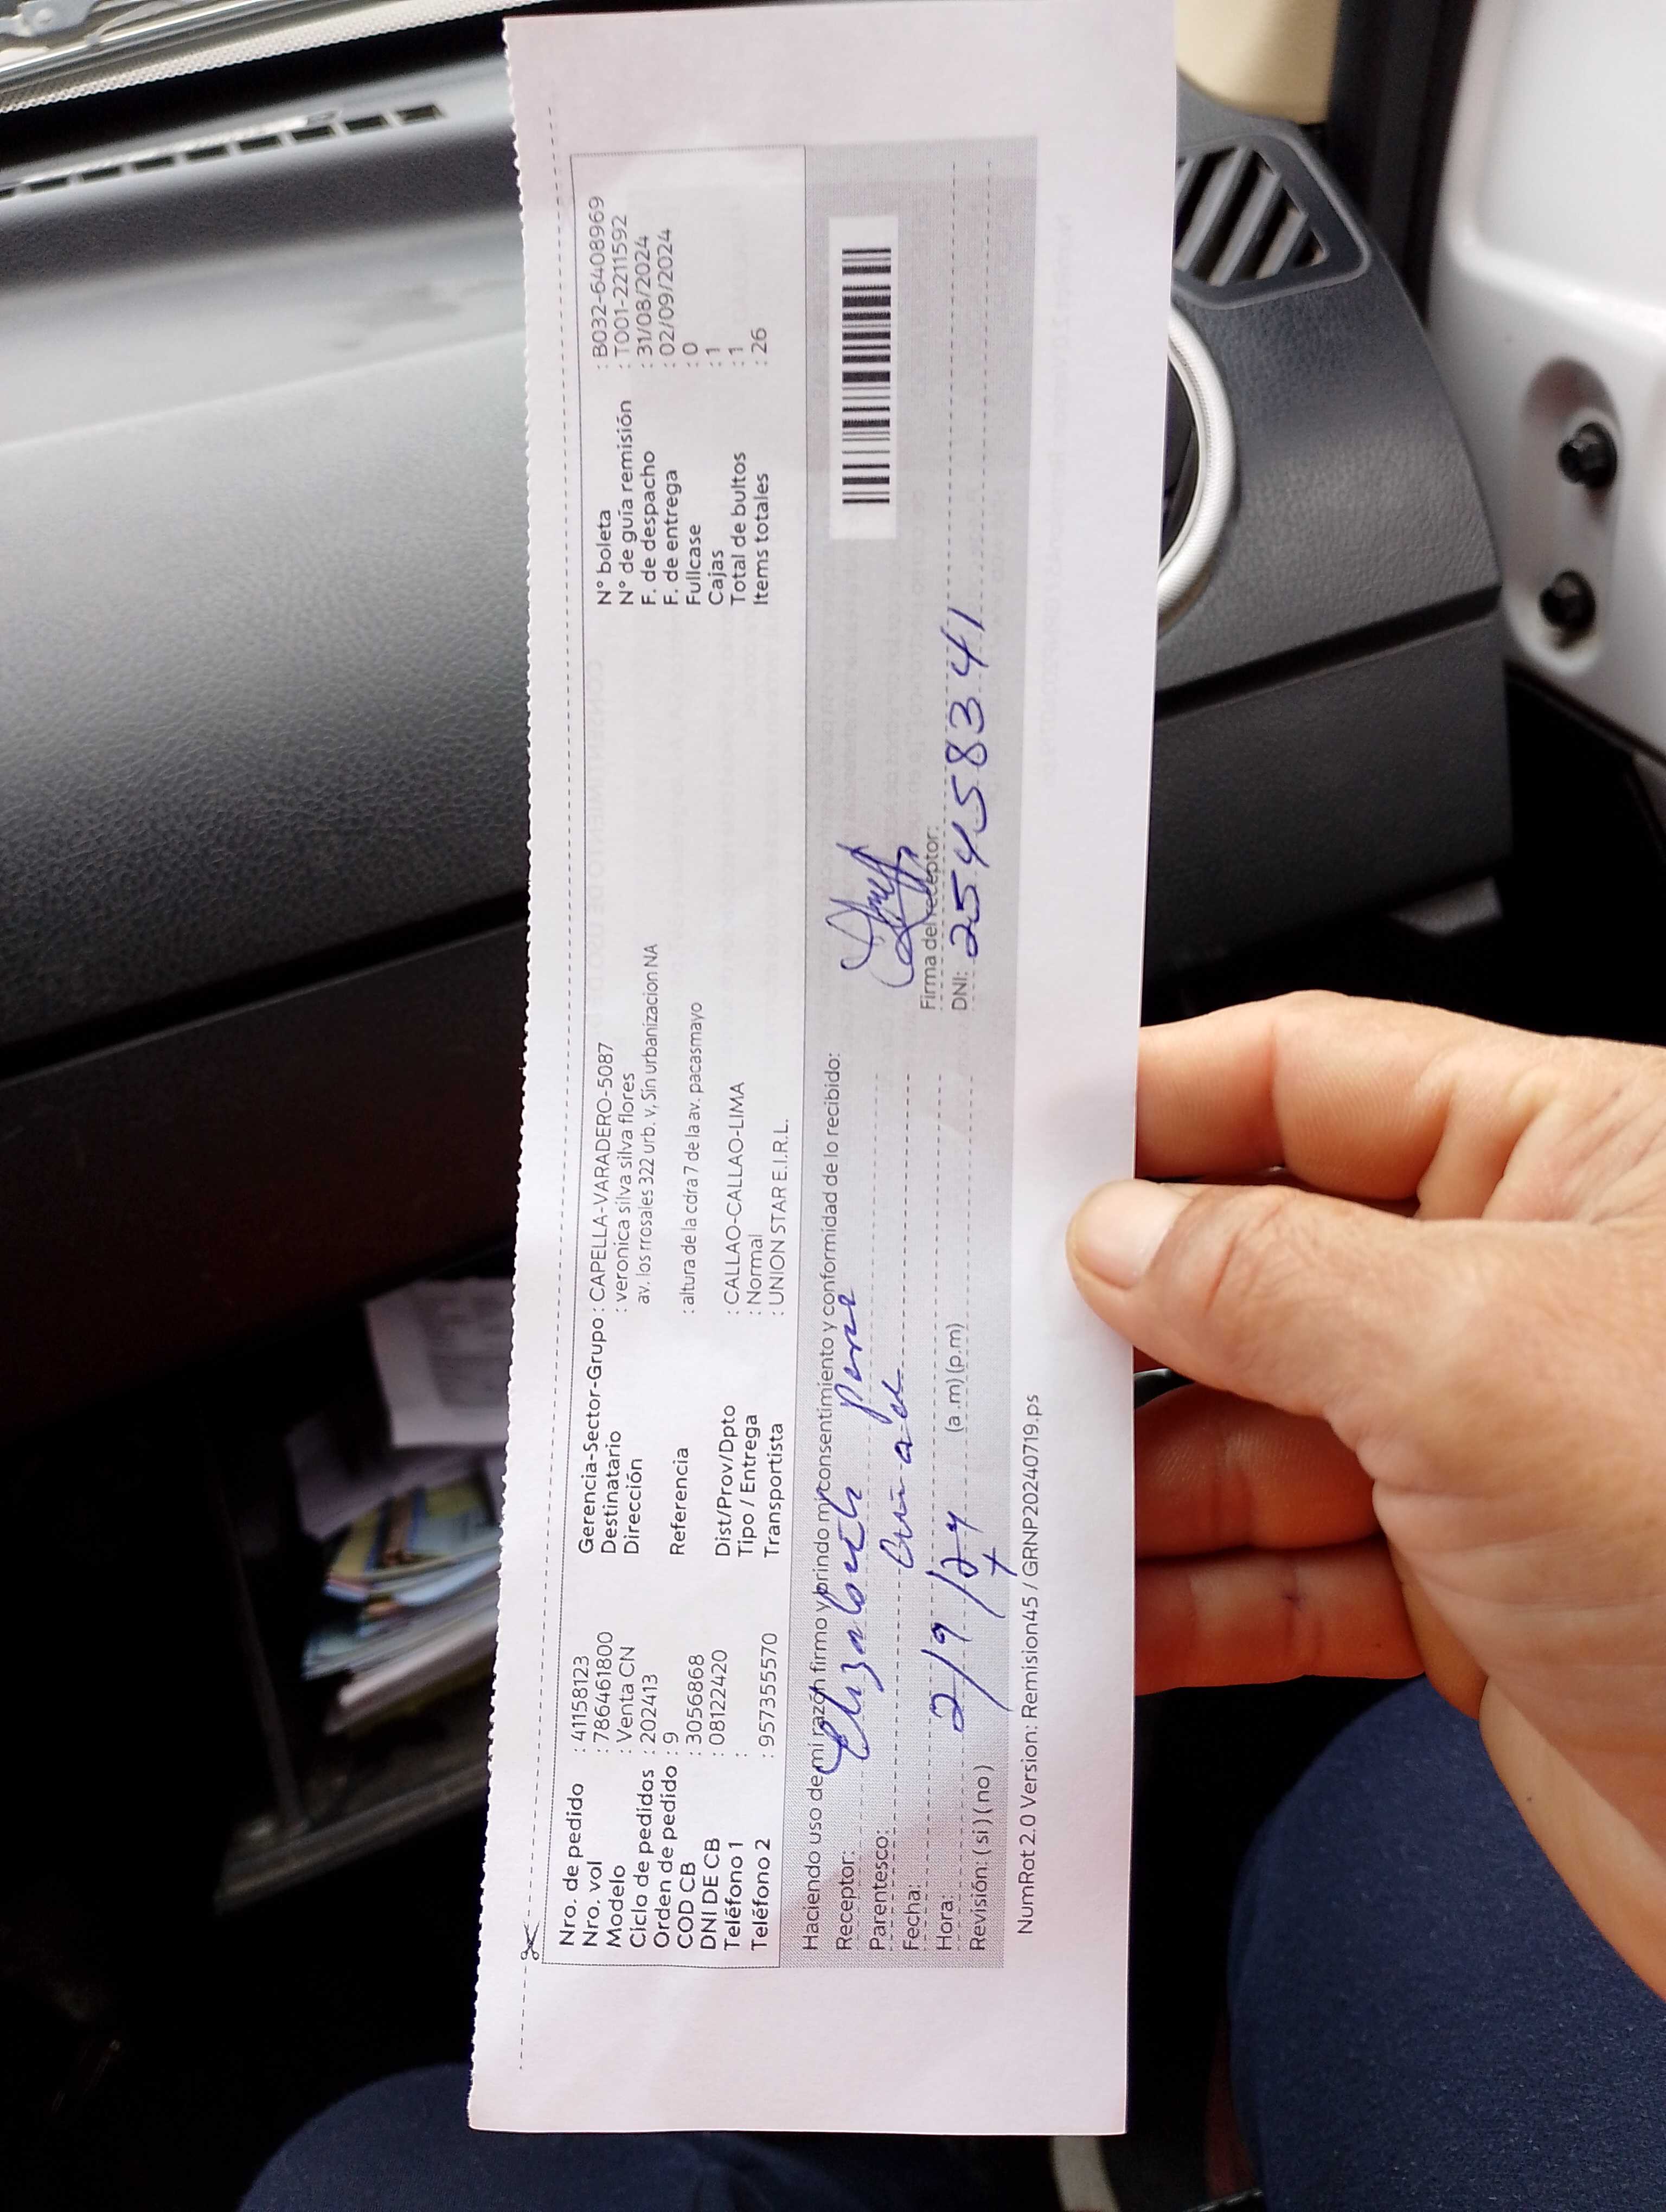 Nro. de pedido : 41158123
Nro. vol : 786461800
Modelo : Venta CN
Ciclo de pedidos : 202413
Orden de pedido : 9
COD CB : 3056868
DNI DE CB : 08122420
Teléfono 1 :
Teléfono 2 : 957355570
Gerencia-Sector-Grupo : CAPELLA-VARADERO-5087
Destinatario : veronica silva silva flores
Dirección av. los rrosales 322 urb. v, Sin urbanizacion NA
Referencia : altura de la cdra 7 de la av. pacasmayo
Dist/Prov/Dpto : CALLAO-CALLAO-LIMA
Tipo / Entrega : Normal
Transportista : UNION STAR E.I.R.L.
N° boleta : B032-6408969
N° de guía remisión : T001-2211592
F. de despacho : 31/08/2024
F. de entrega : 02/09/2024
Fullcase : 0
Cajas : 1
Total de bultos : 1
Items totales : 26
Haciendo uso de mi razón firmo y brindo mi consentimiento y conformidad de lo recibido:
Receptor: Elizabeth
Parentesco:
Fecha: 2/9/24
Hora: (a.m) (p.m)
Revisión: ( si ) ( no )
Firma del receptor:
DNI: 25458341
NumRot 2.0 Version: Remision45 / GRNP20240719.ps